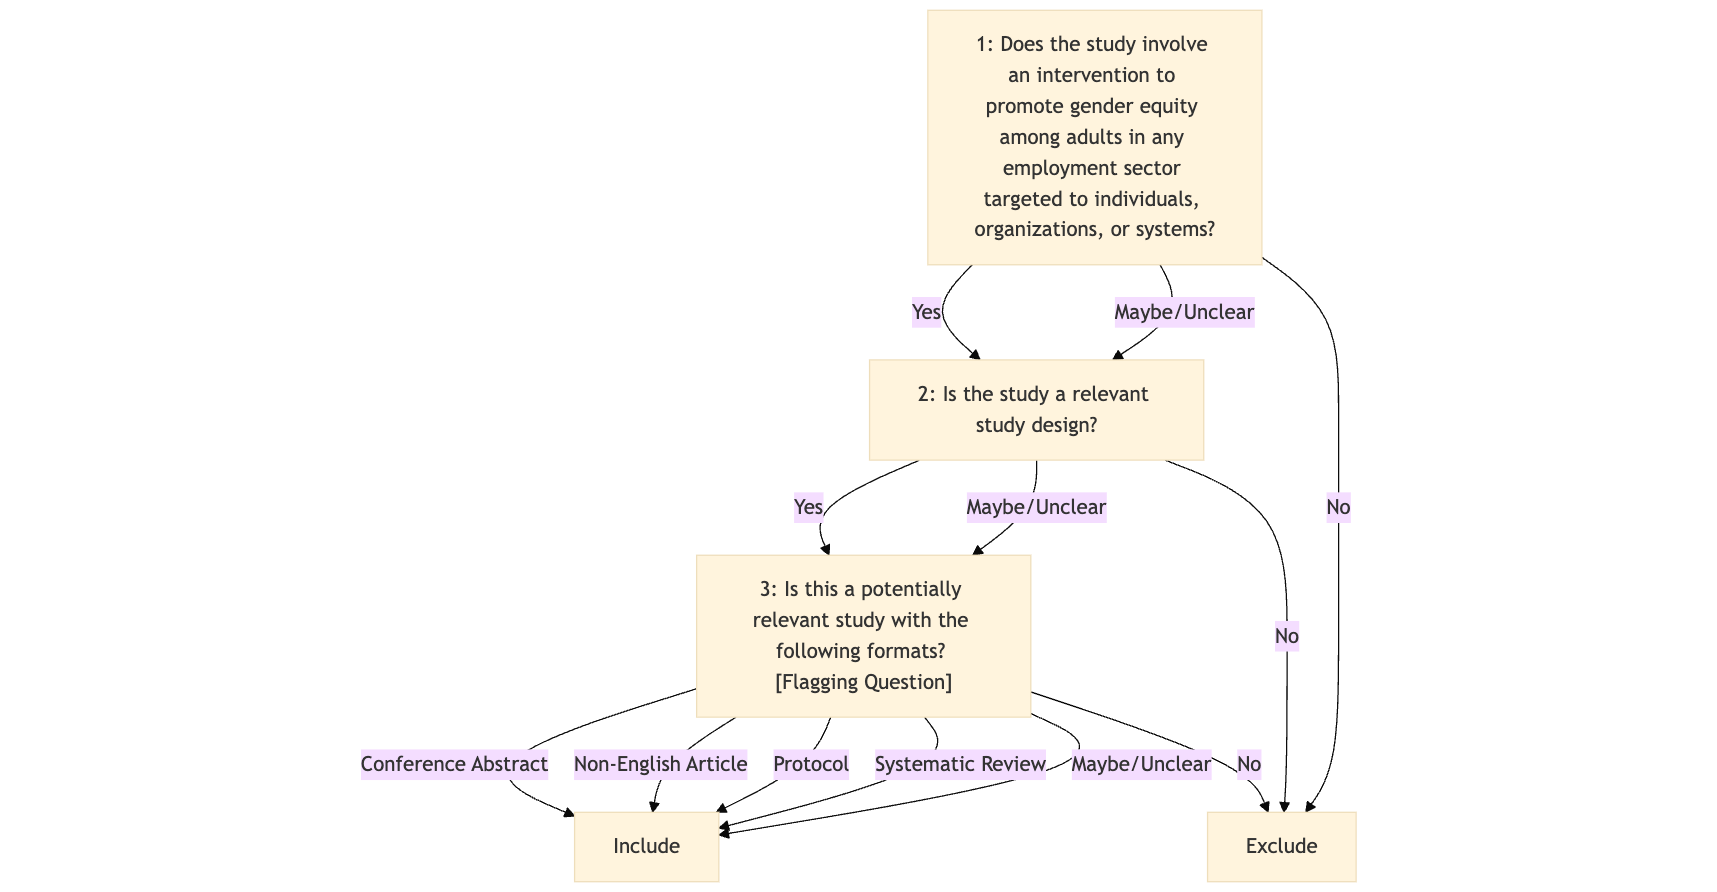 1: Does the study involve
an intervention to
promote gender equity
among adults in any
employment sector
targeted to individuals,
organizations, or systems?
Yes
Maybe/Unclear
2: Is the study a relevant
study design?
Yes
Maybe/Unclear
No
3: Is this a potentially
relevant study with the
following formats?
[Flagging Question]
No
Conference Abstract
Non-English Article
Protocol
Systematic Review
Maybe/Unclear
No
Include
Exclude